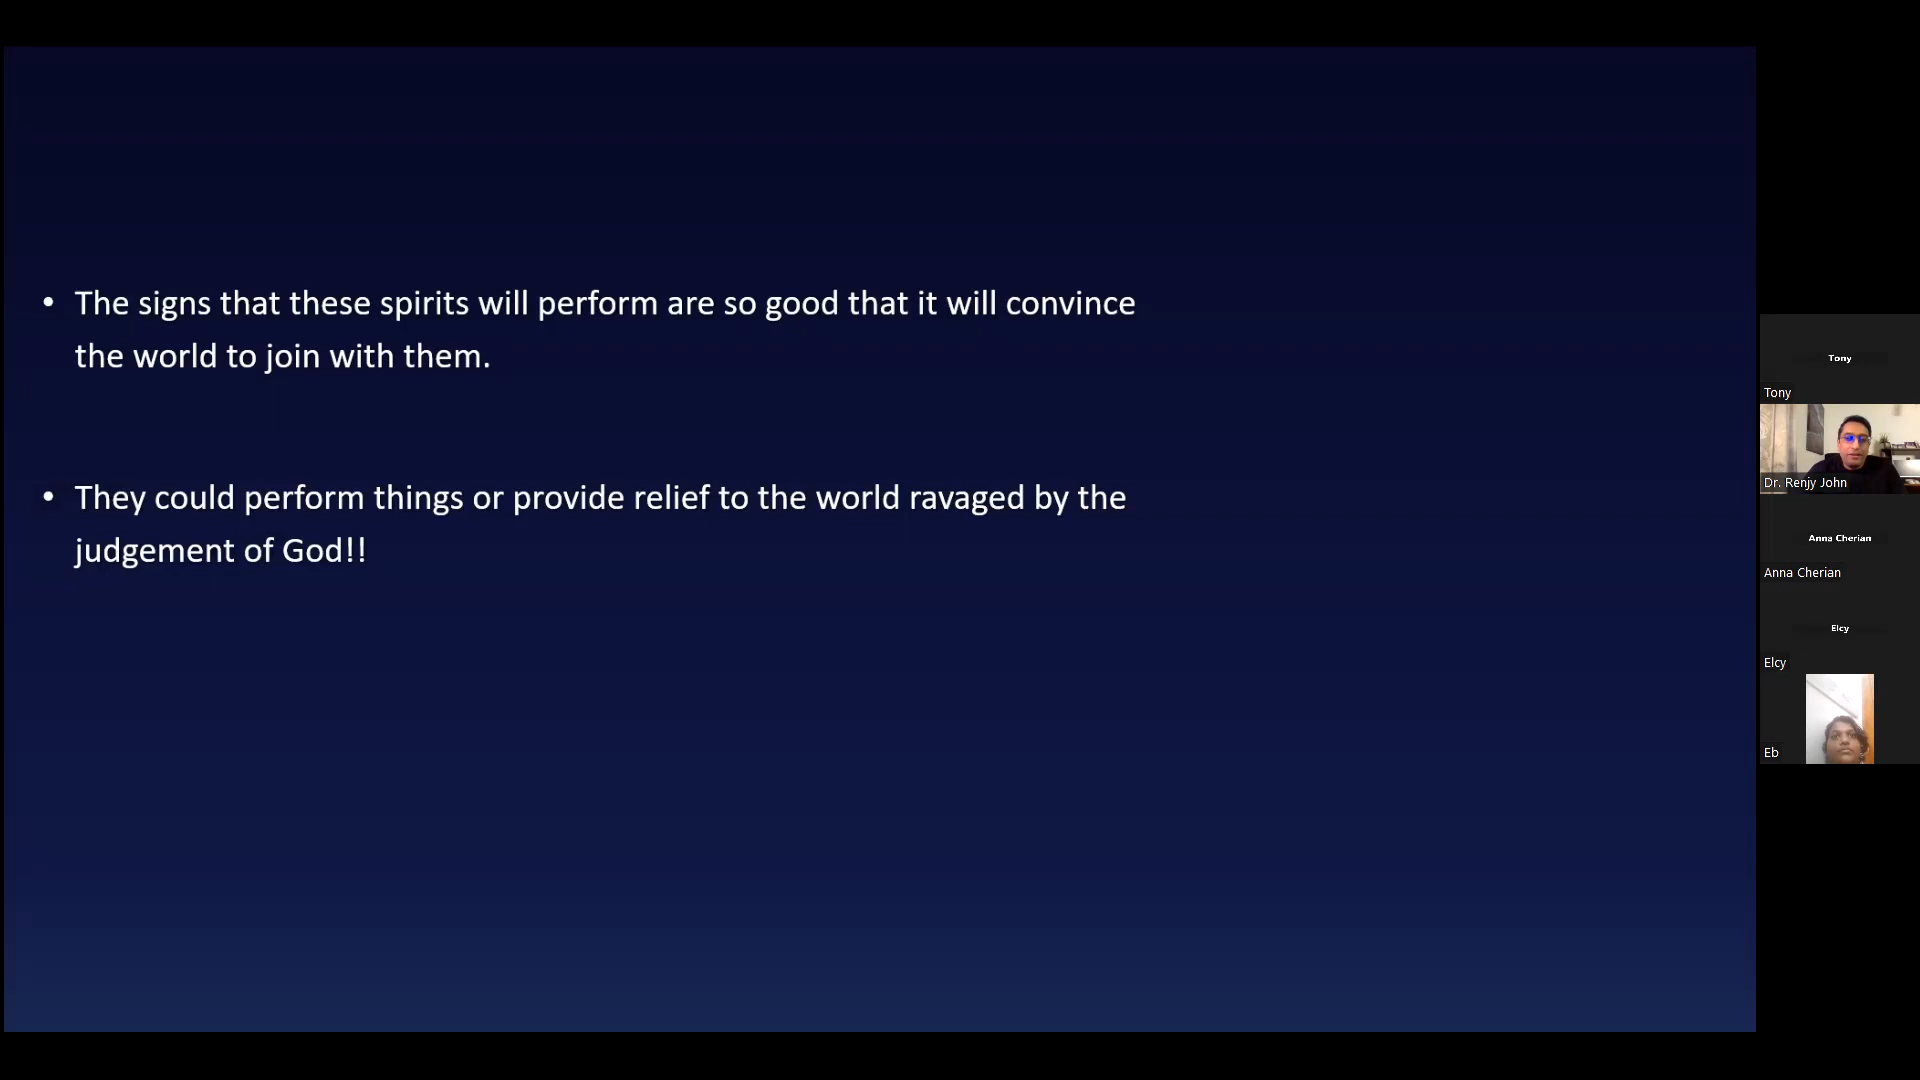 • The signs that these spirits will perform are so good that it will convince
the world to join with them.
• They could perform things or provide relief to the world ravaged by the
judgement of God!!
Tony
Tony
Dr. Renjy John
Anna Cherian
Anna Cherian
Elcy
Elcy
Eb